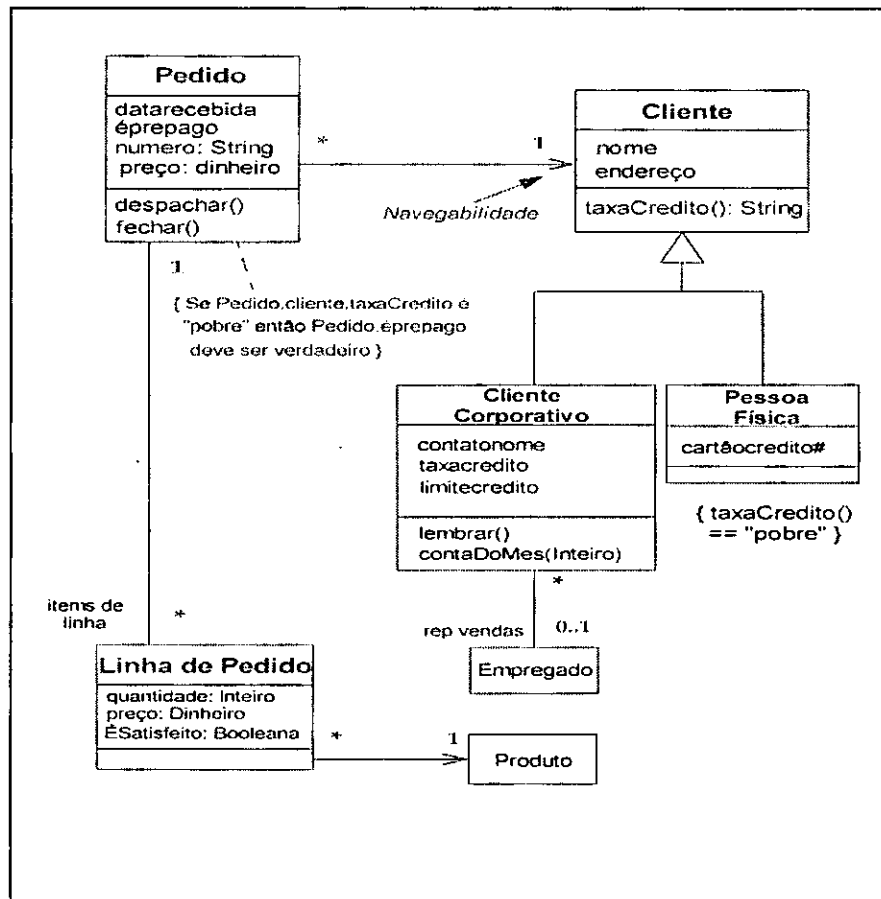 Pedido
datarecebida
éprepago
numero: String
preço: dinheiro
despachar()
fechar()
*
1
Navegabilidade
Cliente
nome
endereço
taxaCredito(): String
1
{ Se Pedido.cliente.taxaCredito é
"pobre" então Pedido.éprepago
deve ser verdadeiro }
Cliente
Corporativo
contatonome
taxacredito
limitecredito
lembrar()
contaDoMes(Inteiro)
Pessoa
Física
cartãocredito#
{ taxaCredito()
== "pobre" }
*
rep vendas
0..1
Empregado
items de
linha
*
Linha de Pedido
quantidade: Inteiro
preço: Dinheiro
ÉSatisfeito: Booleana
*
1
Produto